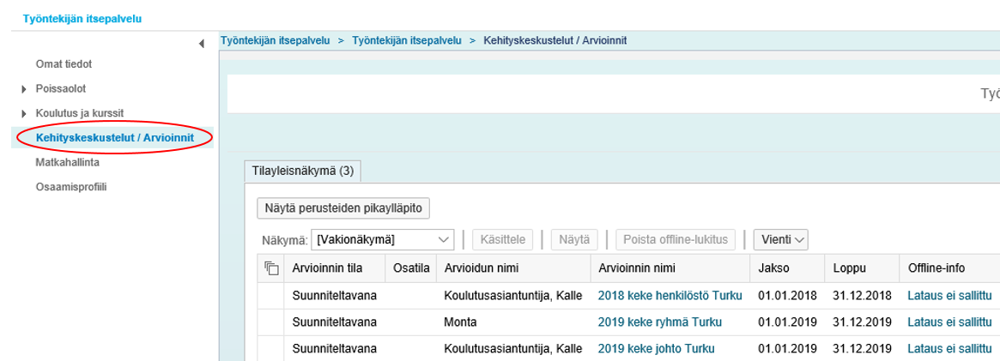 Työntekijän itsepalvelu
Työntekijän itsepalvelu > Työntekijän itsepalvelu > Kehityskeskustelut / Arvioinnit
Omat tiedot
Poissaolot
Koulutus ja kurssit
Kehityskeskustelut / Arvioinnit
Matkahallinta
Osaamisprofiili
Työ
Tilayleisnäkymä (3)
Näytä perusteiden pikaylläpito
Näkymä: [Vakionäkymä] Käsittele Näytä Poista offline-lukitus Vienti
Arvioinnin tila Osatila Arvioidun nimi Arvioinnin nimi Jakso Loppu Offline-info
Suunniteltavana Koulutusasiantuntija, Kalle 2018 keke henkilöstö Turku 01.01.2018 31.12.2018 Lataus ei sallittu
Suunniteltavana Monta 2019 keke ryhmä Turku 01.01.2019 31.12.2019 Lataus ei sallittu
Suunniteltavana Koulutusasiantuntija, Kalle 2019 keke johto Turku 01.01.2019 31.12.2019 Lataus ei sallittu